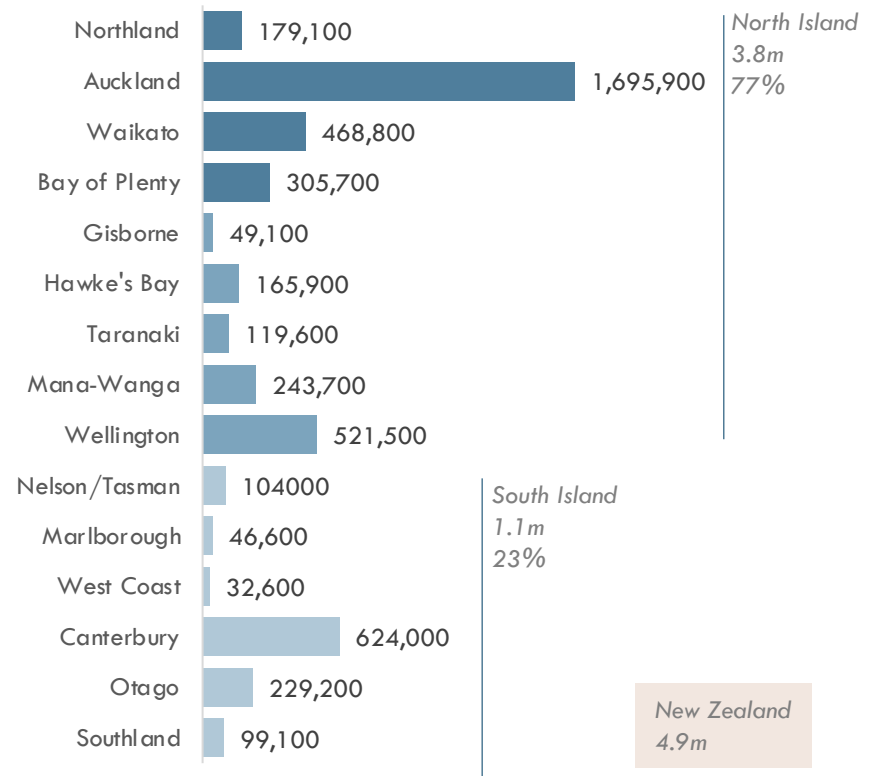 Northland 179,100
Auckland 1,695,900
Waikato 468,800
Bay of Plenty 305,700
Gisborne 49,100
Hawke's Bay 165,900
Taranaki 119,600
Mana-Wanga 243,700
Wellington 521,500
North Island
3.8m
77%
Nelson/Tasman 104000
Marlborough 46,600
West Coast 32,600
Canterbury 624,000
Otago 229,200
Southland 99,100
South Island
1.1m
23%
New Zealand
4.9m